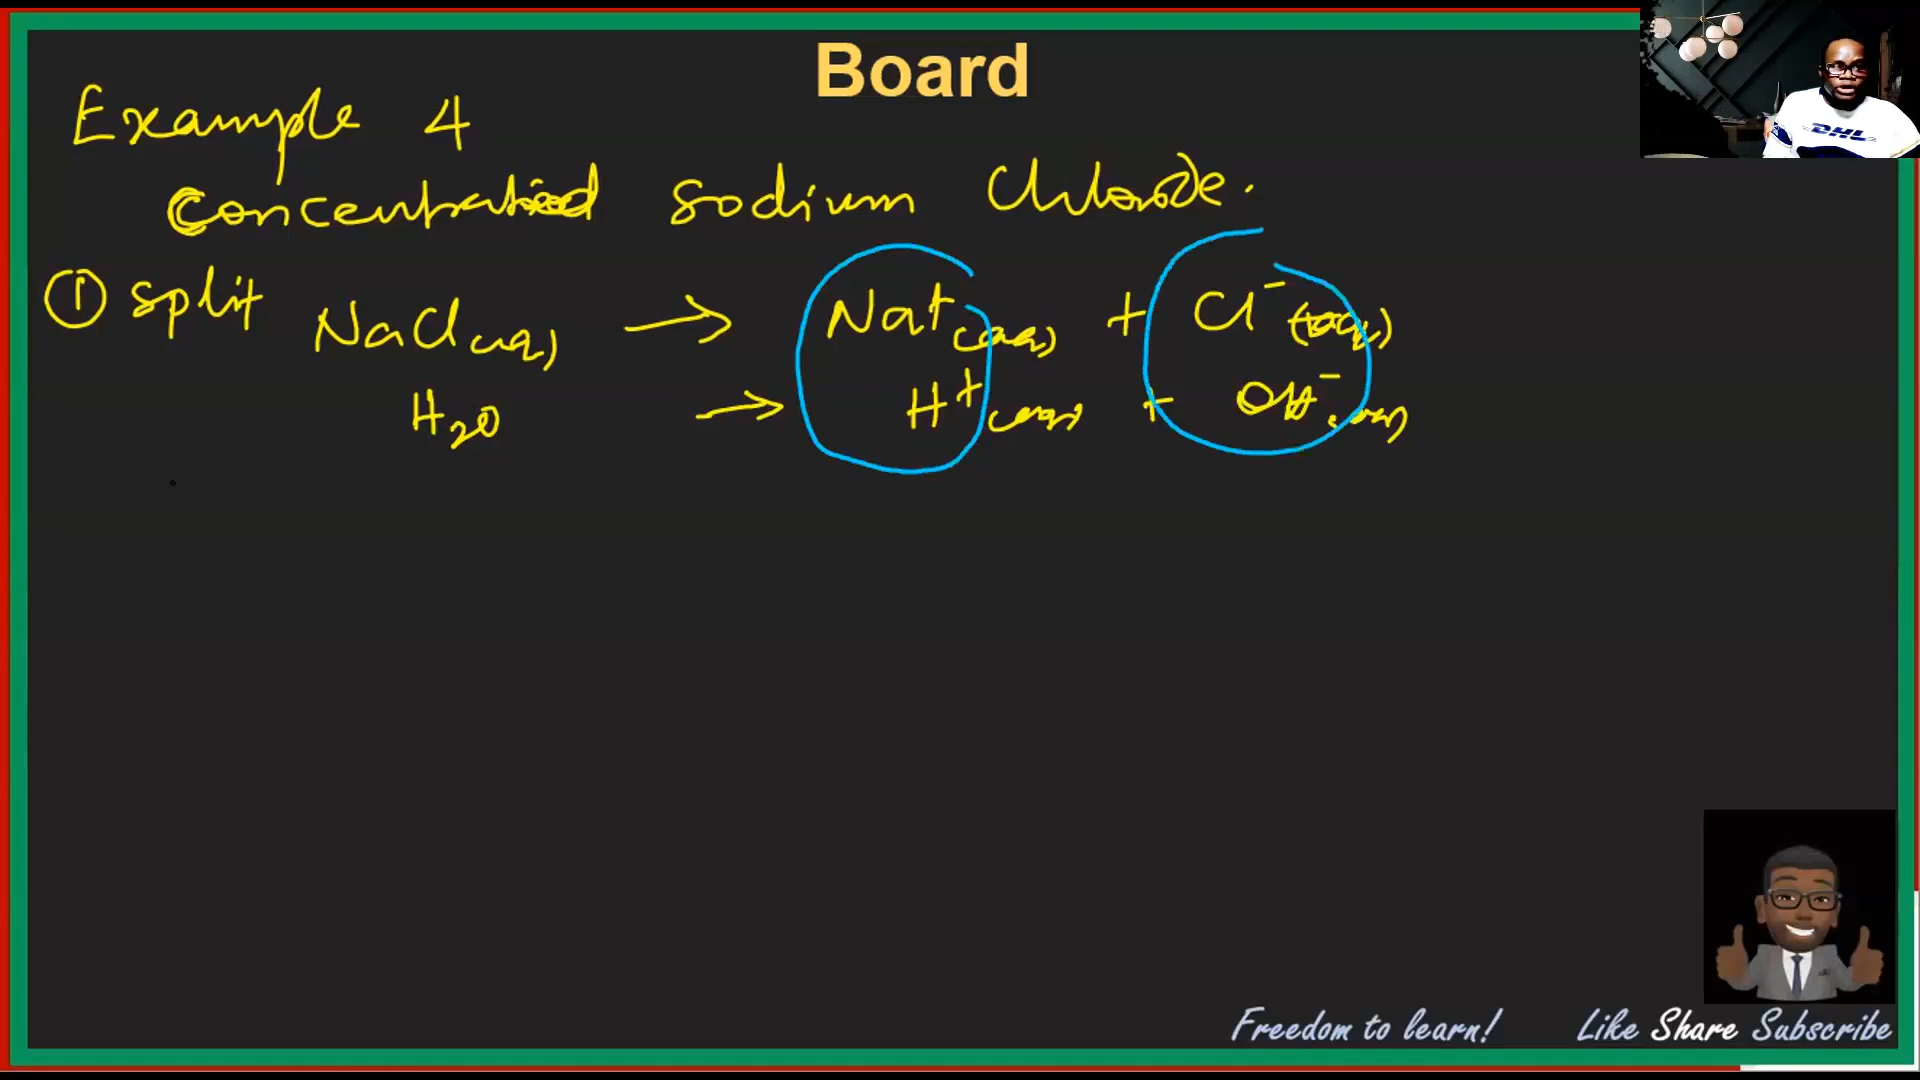 Board
Example 4
Concentrated sodium Chloride.
① split NaCl(aq) → Na+(aq) + Cl-(aq)
H2O → H+(aq) + OH-(aq)
DHL
Freedom to learn! Like Share Subscribe